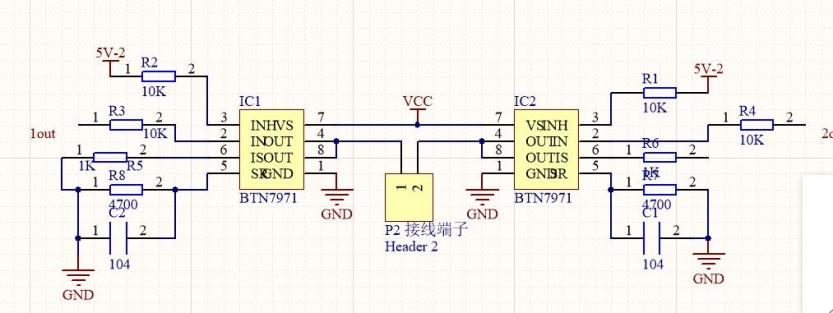 5V-2
R2
1 2
10K
R3
1 2
10K
1out
1 2
1K R5
R8
1 2
4700
C2
1 2
104
GND
IC1
3 INH VS 7
2 IN OUT 4
6 IS OUT 8
5 SR GND 1
BTN7971
GND
VCC
1 2
P2 接线端子
Header 2
GND
IC2
7 VS INH 3
4 OUT IN 2
8 OUT IS 6
1 GND SR 5
BTN7971
R1
1 2
10K
5V-2
R4
1 2
10K
R6
1 2
1K
R7
1 2
4700
C1
1 2
104
GND